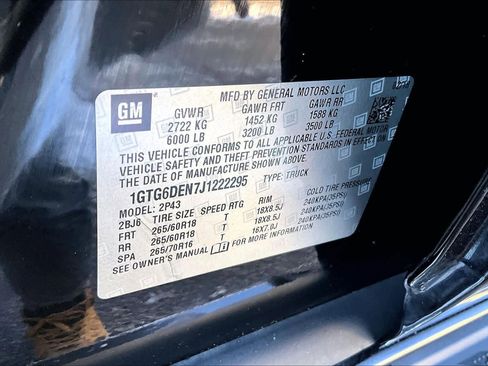 MFD BY GENERAL MOTORS LLC
GM GVWR GAWR FRT GAWR RR
2722 KG 1452 KG 1588 KG
6000 LB 3200 LB 3500 LB
THIS VEHICLE CONFORMS TO ALL APPLICABLE U.S. FEDERAL MOTOR
VEHICLE SAFETY AND THEFT PREVENTION STANDARDS IN EFFECT ON
THE DATE OF MANUFACTURE SHOWN ABOVE.
1GTG6DEN7J1222295 TYPE: TRUCK
MODEL: 2P43
2BJ6 TIRE SIZE SPEED RTG RIM COLD TIRE PRESSURE
FRT 265/60R18 T 18X8.5J 240KPA(35PSI)
RR 265/60R18 T 18X8.5J 240KPA(35PSI)
SPA 265/70R16 T 16X7.0J 240KPA(35PSI)
SEE OWNER'S MANUAL FOR MORE INFORMATION.